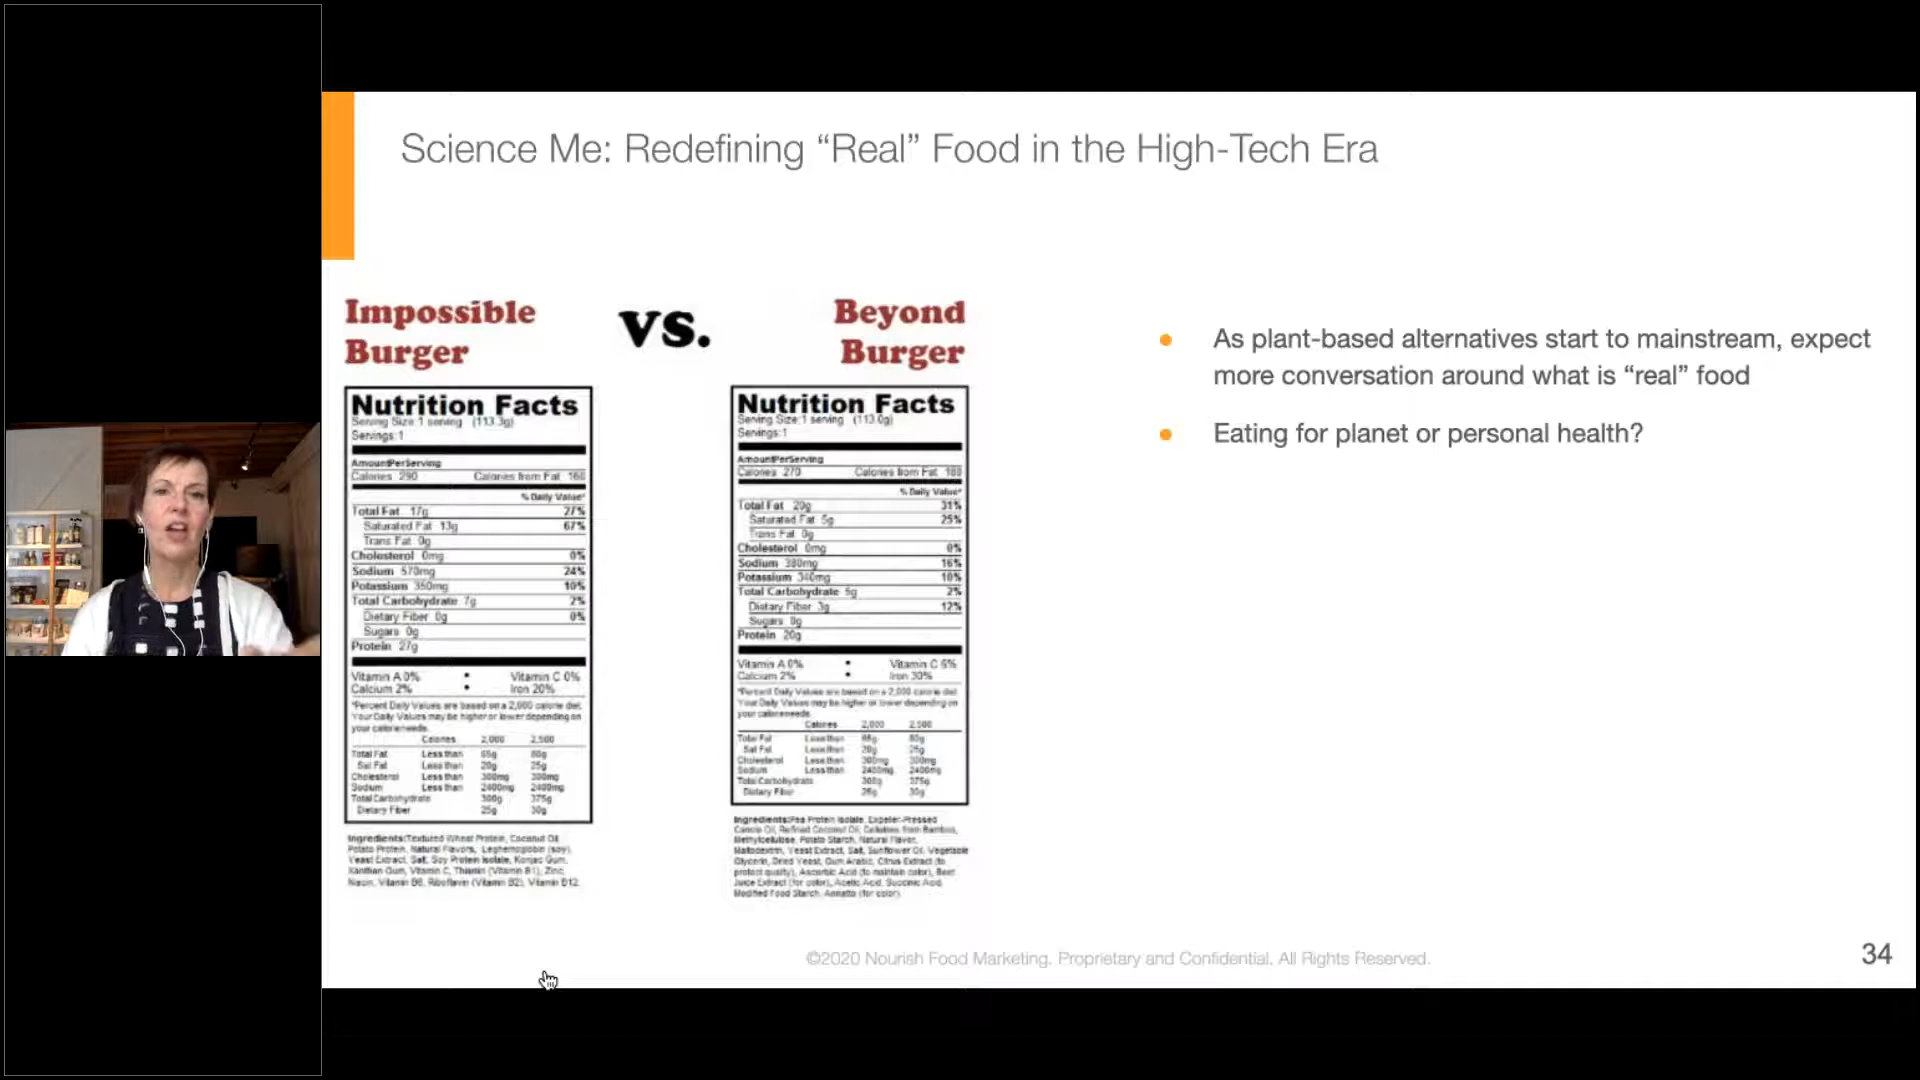 Science Me: Redefining “Real” Food in the High-Tech Era
Impossible
Burger
vs.
Beyond
Burger
Nutrition Facts
Serving Size:1 serving (113.3g)
Servings:1
AmountPerServing
Calories 290 Calories from Fat
% Daily Value*
Total Fat 17g 27%
Saturated Fat 13g 67%
Trans Fat 0g
Cholesterol 0mg 0%
Sodium 570mg 24%
Potassium 350mg 10%
Total Carbohydrate 7g 2%
Dietary Fiber 0g 0%
Sugars 0g
Protein 27g
Vitamin A 0% • Vitamin C 0%
Calcium 2% • Iron 20%
*Percent Daily Values are based on a 2,000 calorie diet.
Your Daily Values may be higher or lower depending on
your calorie needs.
Calories 2,000 2,500
Total Fat Less than 65g 80g
Sat Fat Less than 20g 25g
Cholesterol Less than 300mg 300mg
Sodium Less than 2400mg 2400mg
Total Carbohydrate 300g 375g
Dietary Fiber 25g 30g
Ingredients:Textured Wheat Protein, Coconut Oil,
Potato Protein, Natural Flavors, Leghemoglobin (soy),
Yeast Extract, Salt, Soy Protein Isolate, Konjac Gum,
Xanthan Gum, Vitamin C, Thiamin (Vitamin B1), Zinc,
Niacin, Vitamin B6, Riboflavin (Vitamin B2), Vitamin B12.
Nutrition Facts
Serving Size:1 serving (113.0g)
Servings:1
AmountPerServing
Calories 270 Calories from Fat 180
% Daily Value*
Total Fat 20g 31%
Saturated Fat 5g 25%
Trans Fat 0g
Cholesterol 0mg 0%
Sodium 380mg 16%
Potassium 340mg 10%
Total Carbohydrate 2%
Dietary Fiber 3g 12%
Sugars 0g
Protein 20g
Vitamin A 0% • Vitamin C 6%
Calcium 2% • Iron 30%
*Percent Daily Values are based on a 2,000 calorie diet.
Your Daily Values may be higher or lower depending on
your calorie needs.
Calories 2,000 2,500
Total Fat Less than 65g 80g
Sat Fat Less than 20g 25g
Cholesterol Less than 300mg 300mg
Sodium Less than 2400mg 2400mg
Total Carbohydrate 300g 375g
Dietary Fiber 25g 30g
Ingredients:Pea Protein Isolate, Expeller-Pressed
Canola Oil, Refined Coconut Oil, Cellulose from Bamboo,
Methylcellulose, Potato Starch, Natural Flavor,
Maltodextrin, Yeast Extract, Salt, Sunflower Oil, Vegetable
Glycerin, Dried Yeast, Gum Arabic, Citrus Extract (to
protect quality), Ascorbic Acid (to maintain color), Beet
Juice Extract (for color), Acetic Acid, Succinic Acid,
Modified Food Starch, Annatto (for color).
• As plant-based alternatives start to mainstream, expect
more conversation around what is “real” food
• Eating for planet or personal health?
©2020 Nourish Food Marketing. Proprietary and Confidential. All Rights Reserved.
34